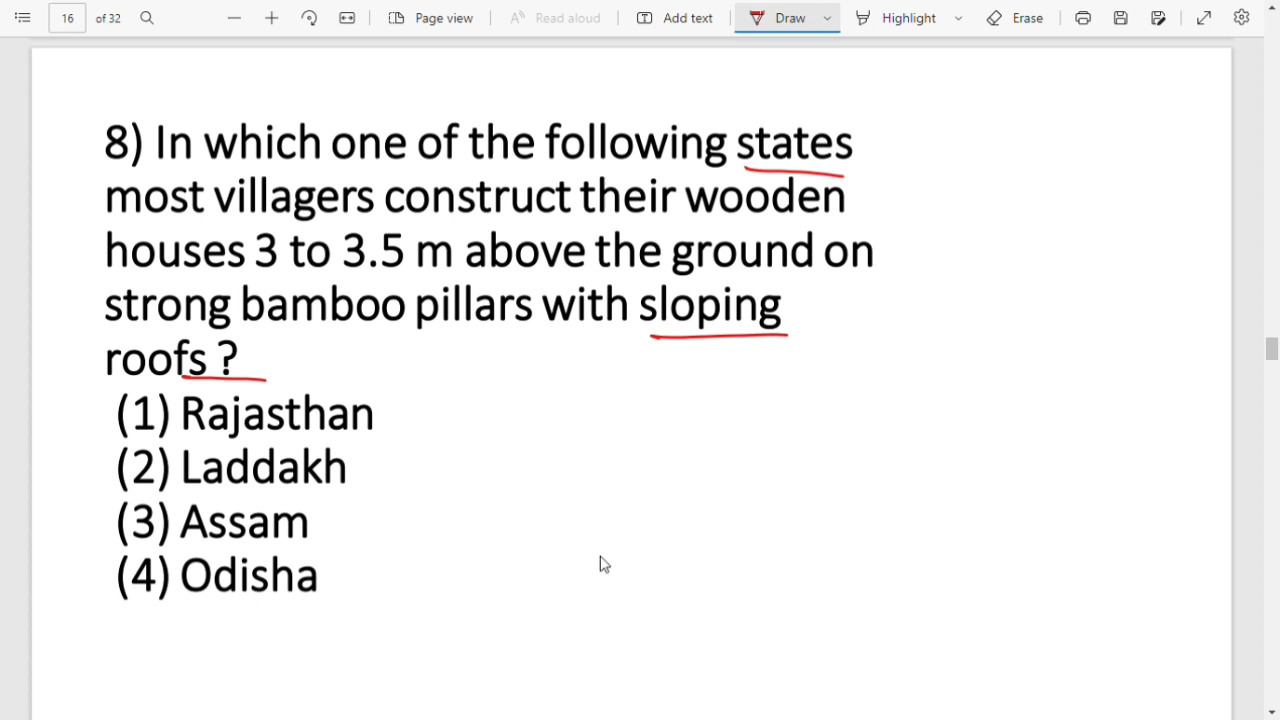 16 of 32 Page view Read aloud Add text Draw Highlight Erase
8) In which one of the following states
most villagers construct their wooden
houses 3 to 3.5 m above the ground on
strong bamboo pillars with sloping
roofs ?
(1) Rajasthan
(2) Laddakh
(3) Assam
(4) Odisha